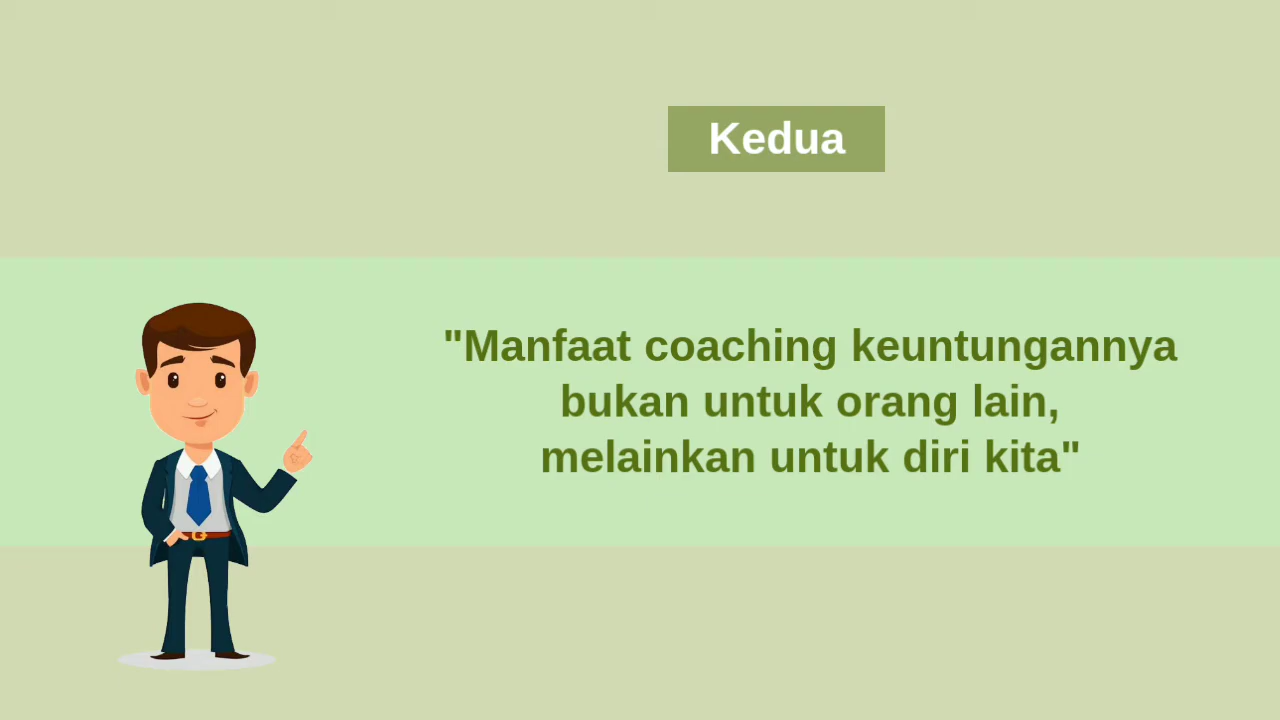 Kedua
"Manfaat coaching keuntungannya
bukan untuk orang lain,
melainkan untuk diri kita"